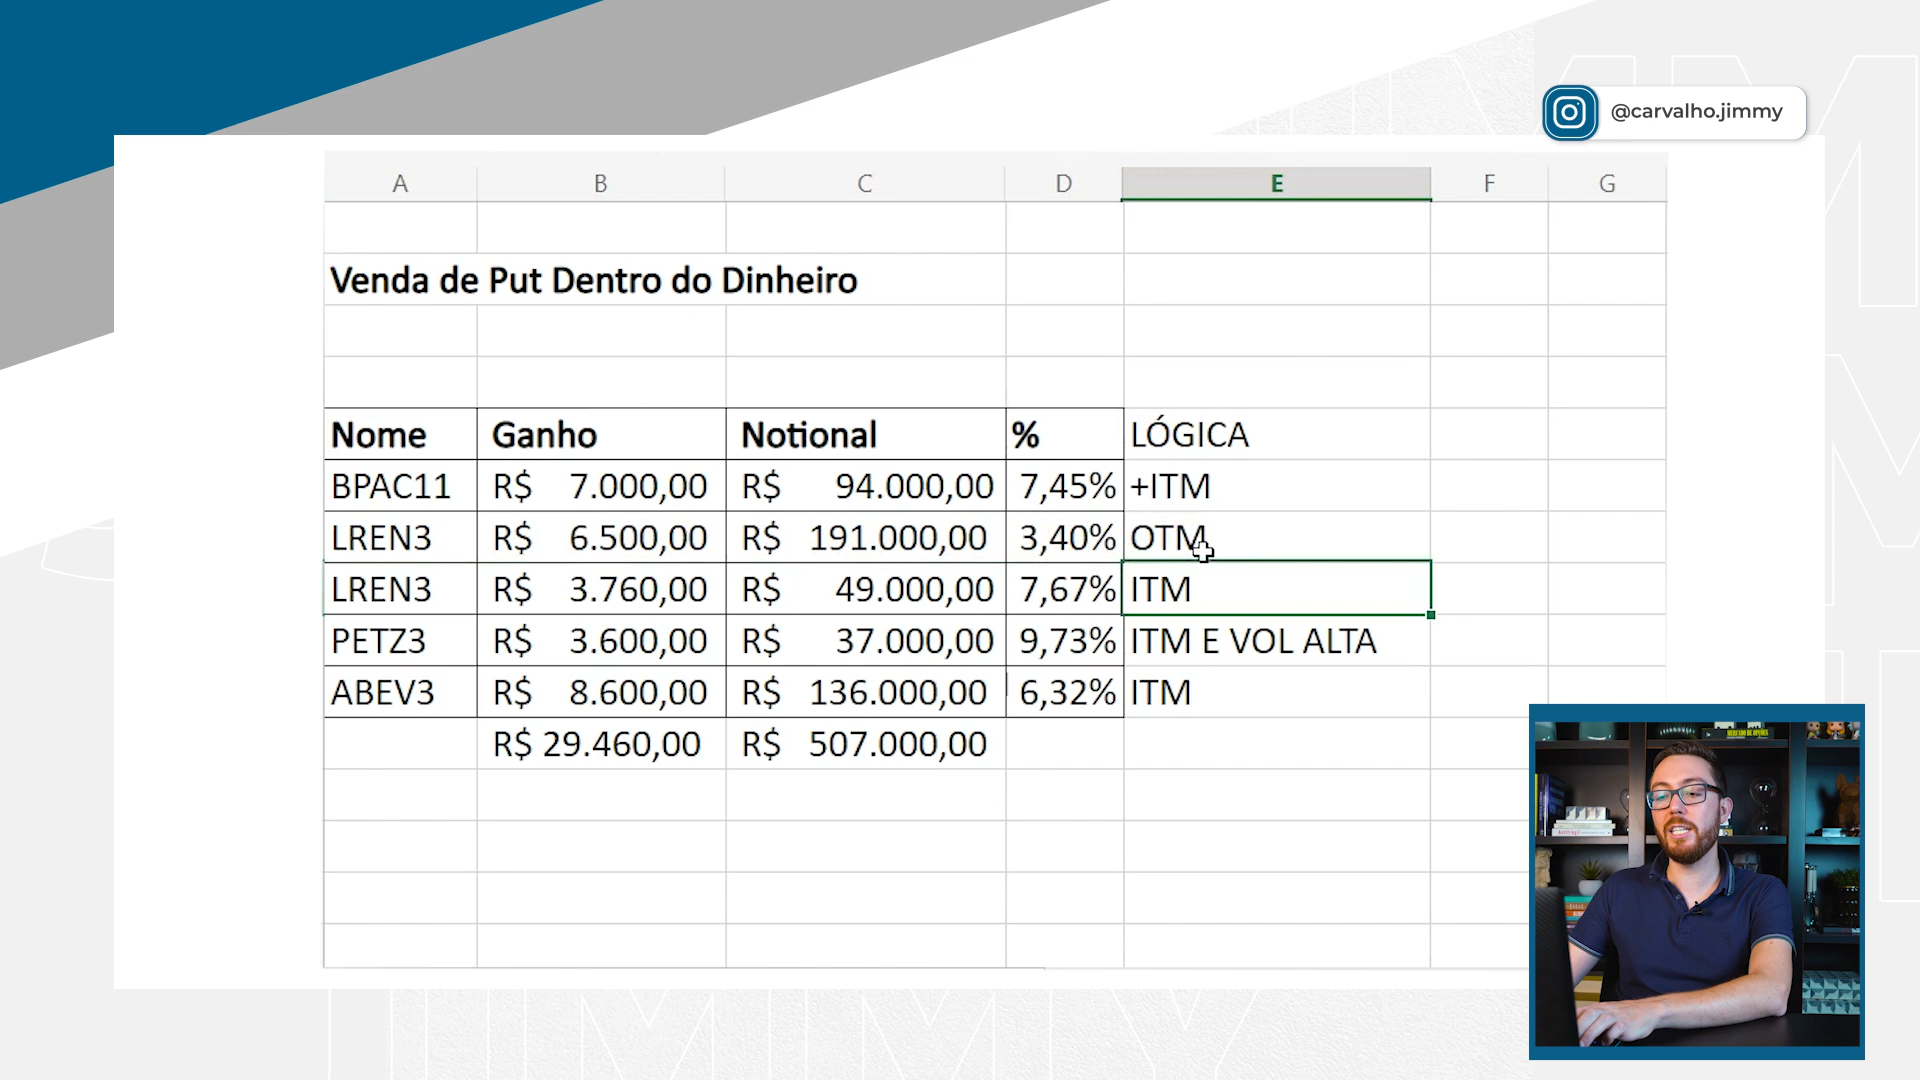 @carvalho.jimmy
A B C D E F G
Venda de Put Dentro do Dinheiro
Nome Ganho Notional % LÓGICA
BPAC11 R$ 7.000,00 R$ 94.000,00 7,45% +ITM
LREN3 R$ 6.500,00 R$ 191.000,00 3,40% OTM
LREN3 R$ 3.760,00 R$ 49.000,00 7,67% ITM
PETZ3 R$ 3.600,00 R$ 37.000,00 9,73% ITM E VOL ALTA
ABEV3 R$ 8.600,00 R$ 136.000,00 6,32% ITM
R$ 29.460,00 R$ 507.000,00